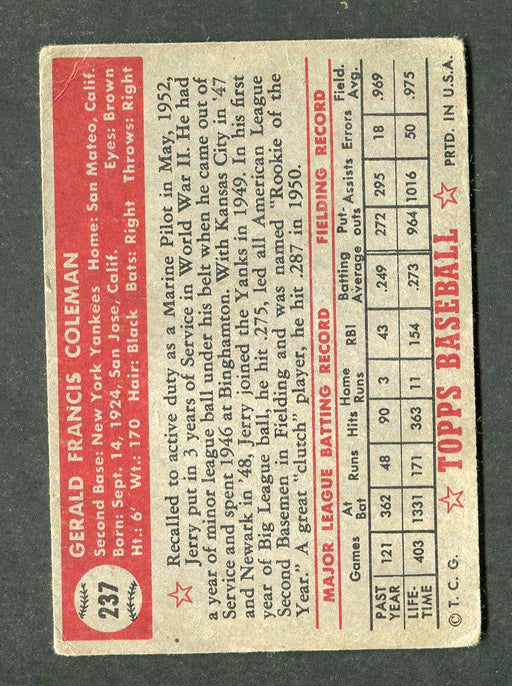 237
GERALD FRANCIS COLEMAN
Second Base: New York Yankees Home: San Mateo, Calif.
Born: Sept. 14, 1924, San Jose, Calif. Eyes: Brown
Ht.: 6' Wt.: 170 Hair: Black Bats: Right Throws: Right
Recalled to active duty as a Marine Pilot in May, 1952,
Jerry put in 3 years of Service in World War II. He had
a year of minor league ball under his belt when he came out of
Service and spent 1946 at Binghamton. With Kansas City in '47
and Newark in '48, Jerry joined the Yanks in 1949. In his first
year of Big League ball, he hit .275, led all American League
Second Basemen in Fielding and was named "Rookie of the
Year." A great "clutch" player, he hit .287 in 1950.
MAJOR LEAGUE BATTING RECORD FIELDING RECORD
Games At Bat Runs Hits Home Runs RBI Batting Average Put-outs Assists Errors Field. Avg.
PAST YEAR 121 362 48 90 3 43 .249 272 295 18 .969
LIFE-TIME 403 1331 171 363 11 154 .273 964 1016 50 .975
© T. C. G. TOPPS BASEBALL PRTD. IN U.S.A.